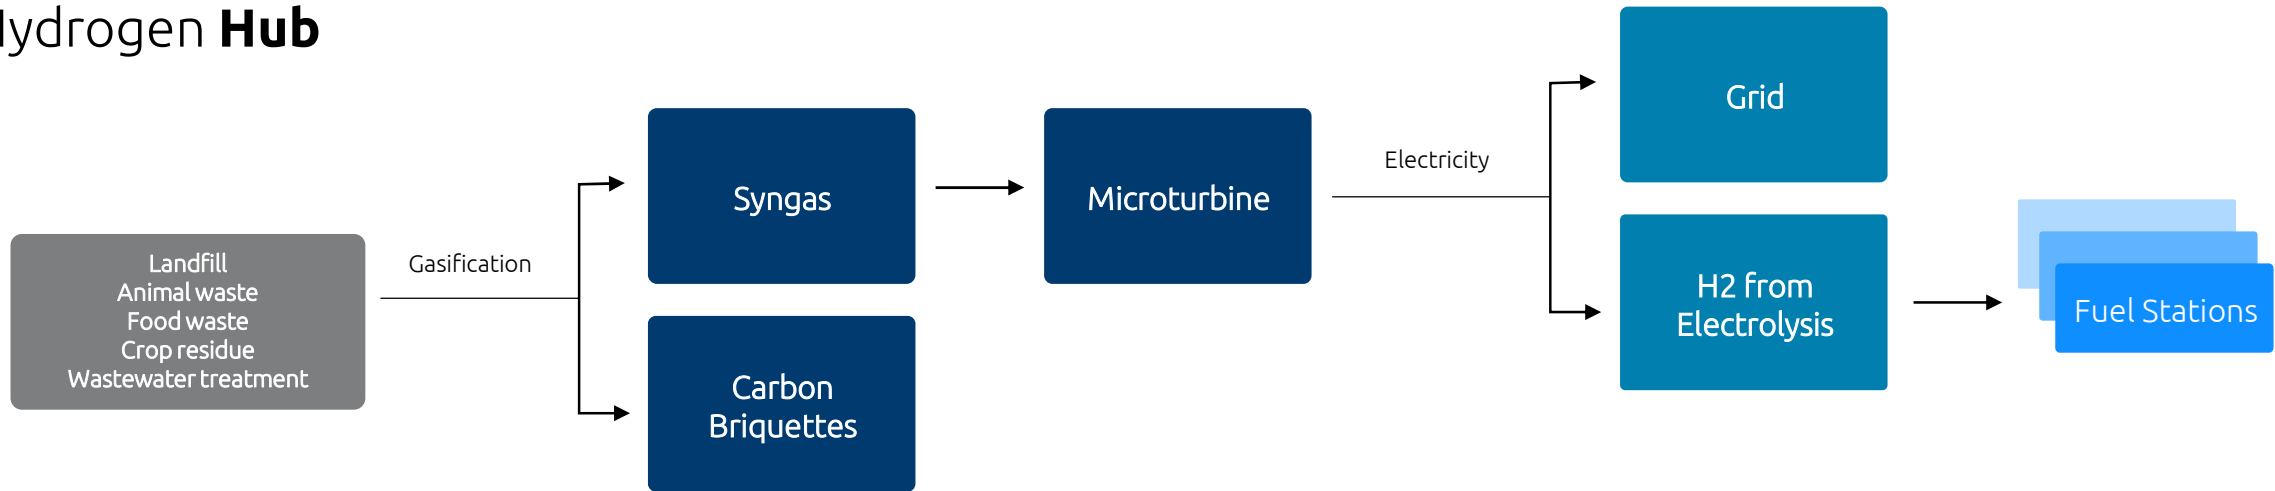 Hydrogen Hub
Landfill
Animal waste
Food waste
Crop residue
Wastewater treatment
Gasification
Syngas
Carbon
Briquettes
Microturbine
Electricity
Grid
H2 from
Electrolysis
Fuel Stations